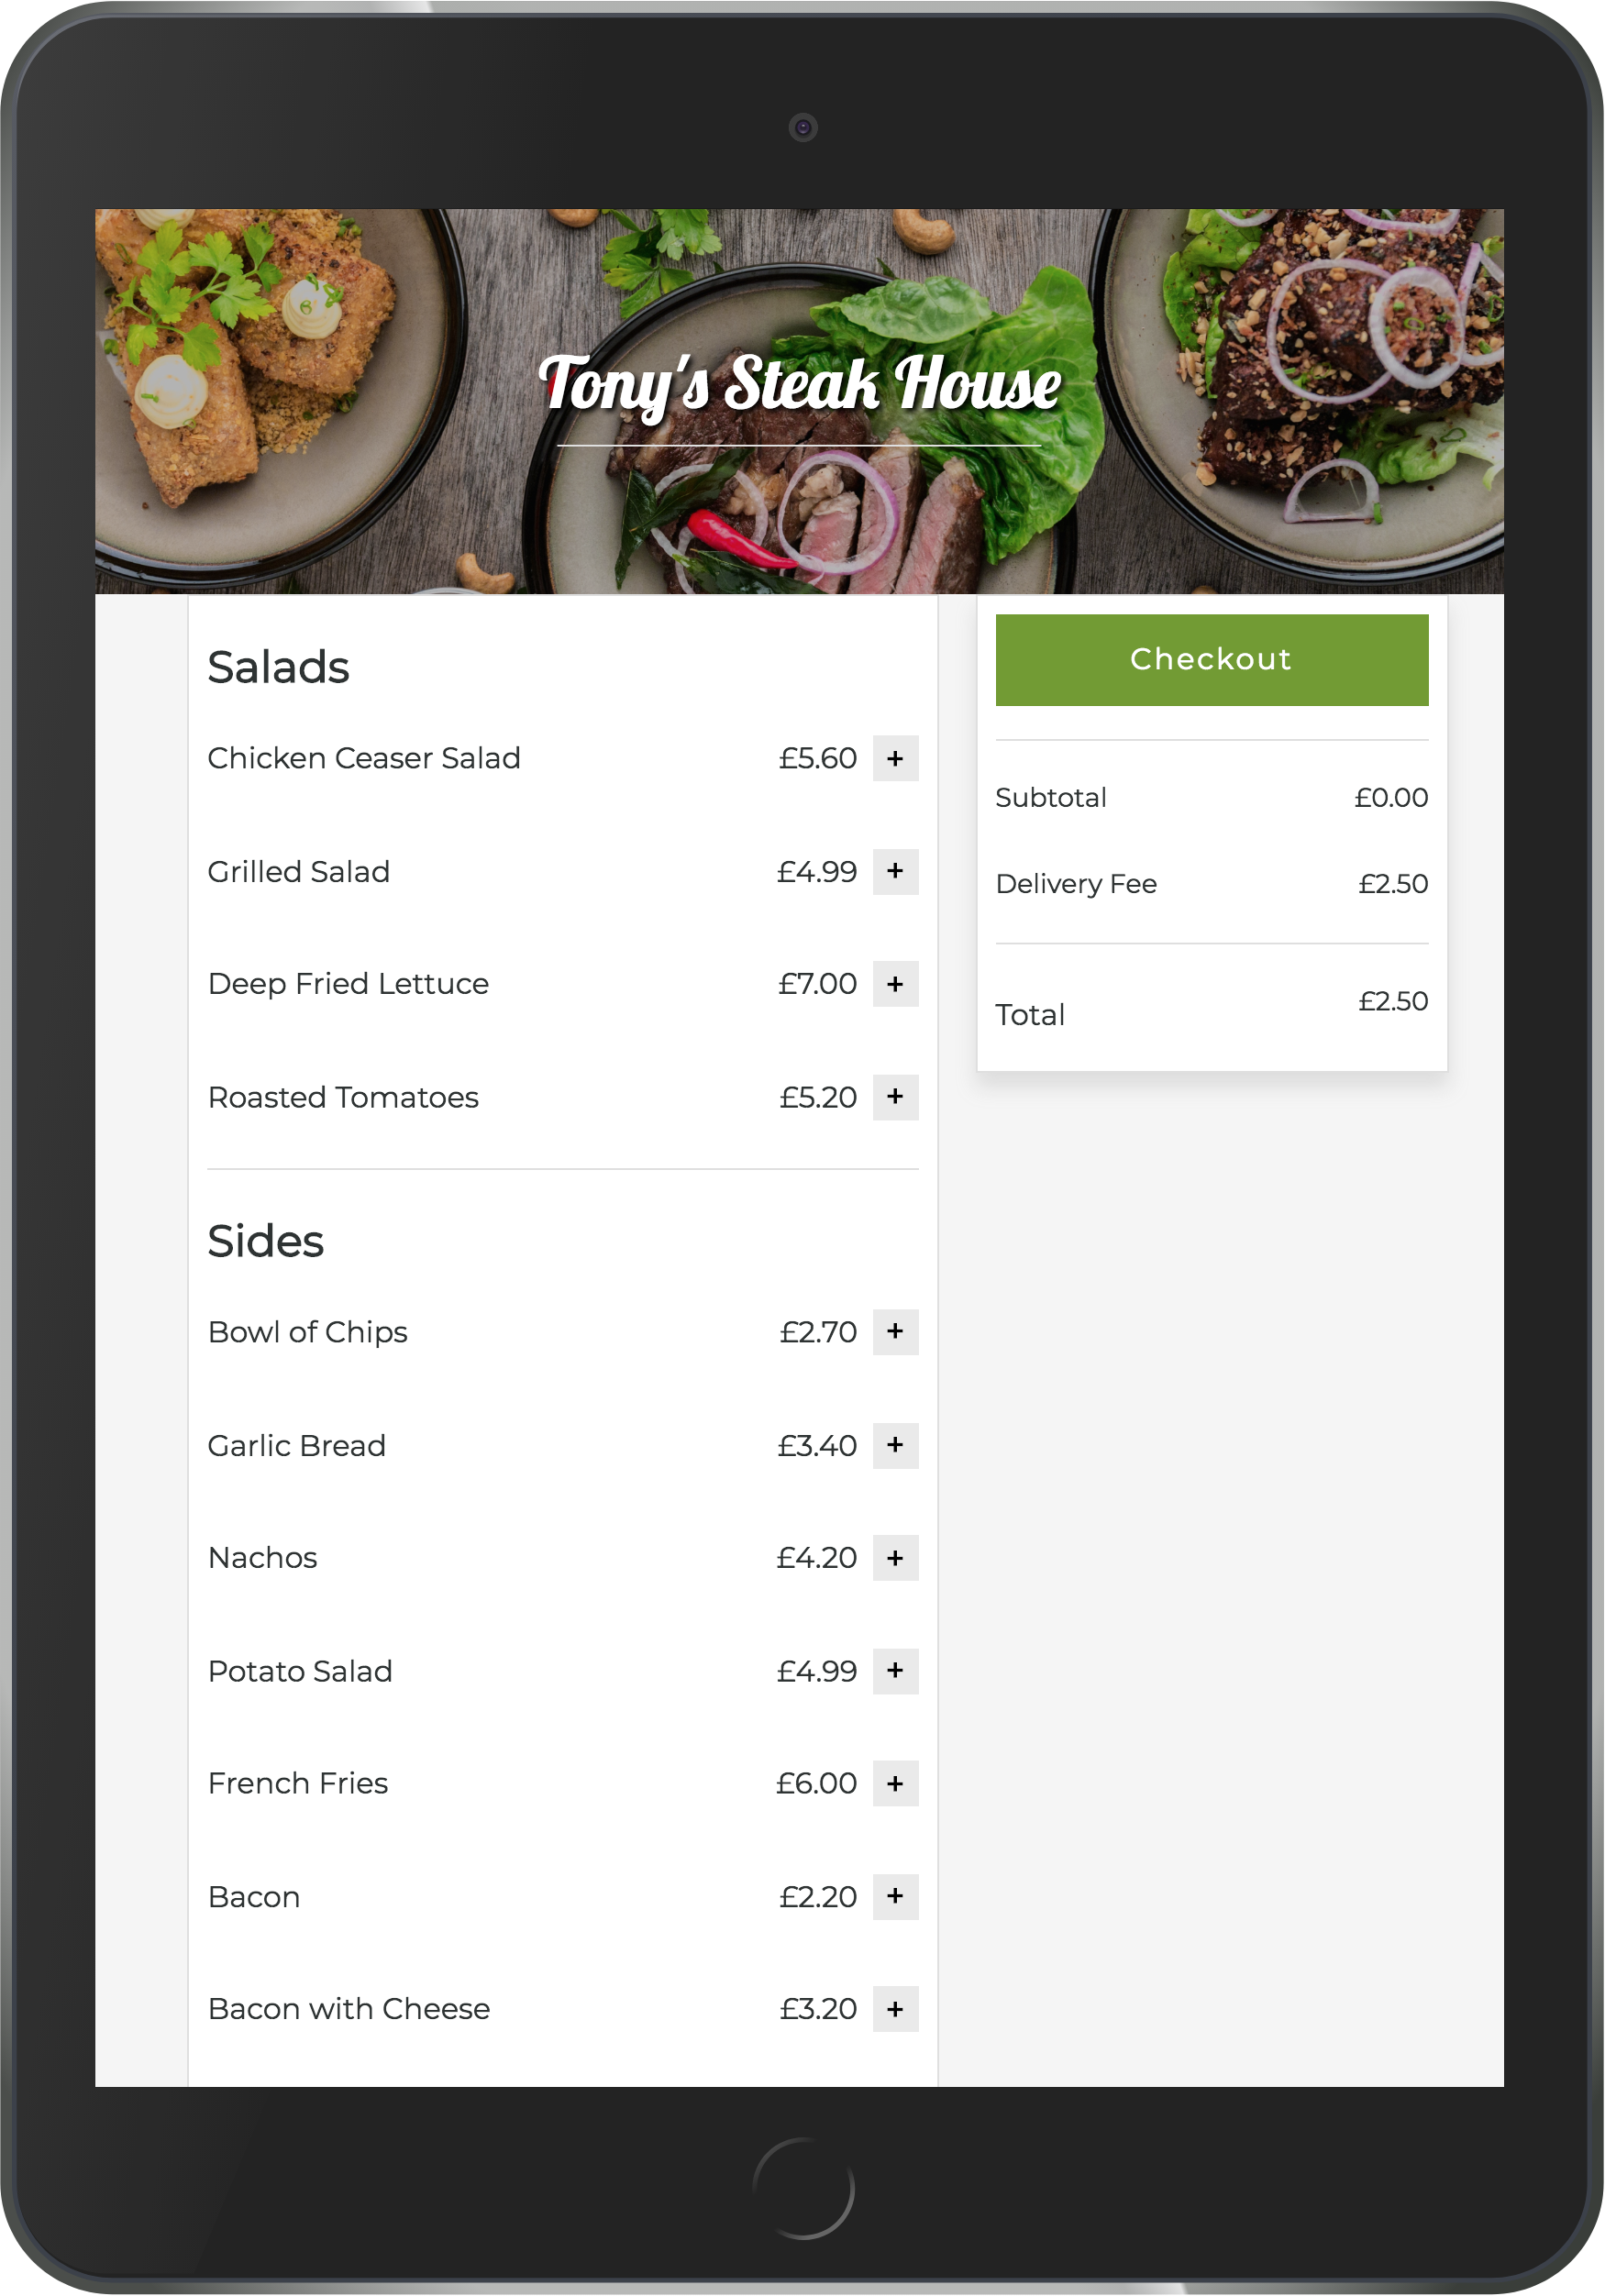 Tony's Steak House
Salads
Chicken Ceaser Salad £5.60 +
Grilled Salad £4.99 +
Deep Fried Lettuce £7.00 +
Roasted Tomatoes £5.20 +
Sides
Bowl of Chips £2.70 +
Garlic Bread £3.40 +
Nachos £4.20 +
Potato Salad £4.99 +
French Fries £6.00 +
Bacon £2.20 +
Bacon with Cheese £3.20 +
Checkout
Subtotal £0.00
Delivery Fee £2.50
Total £2.50